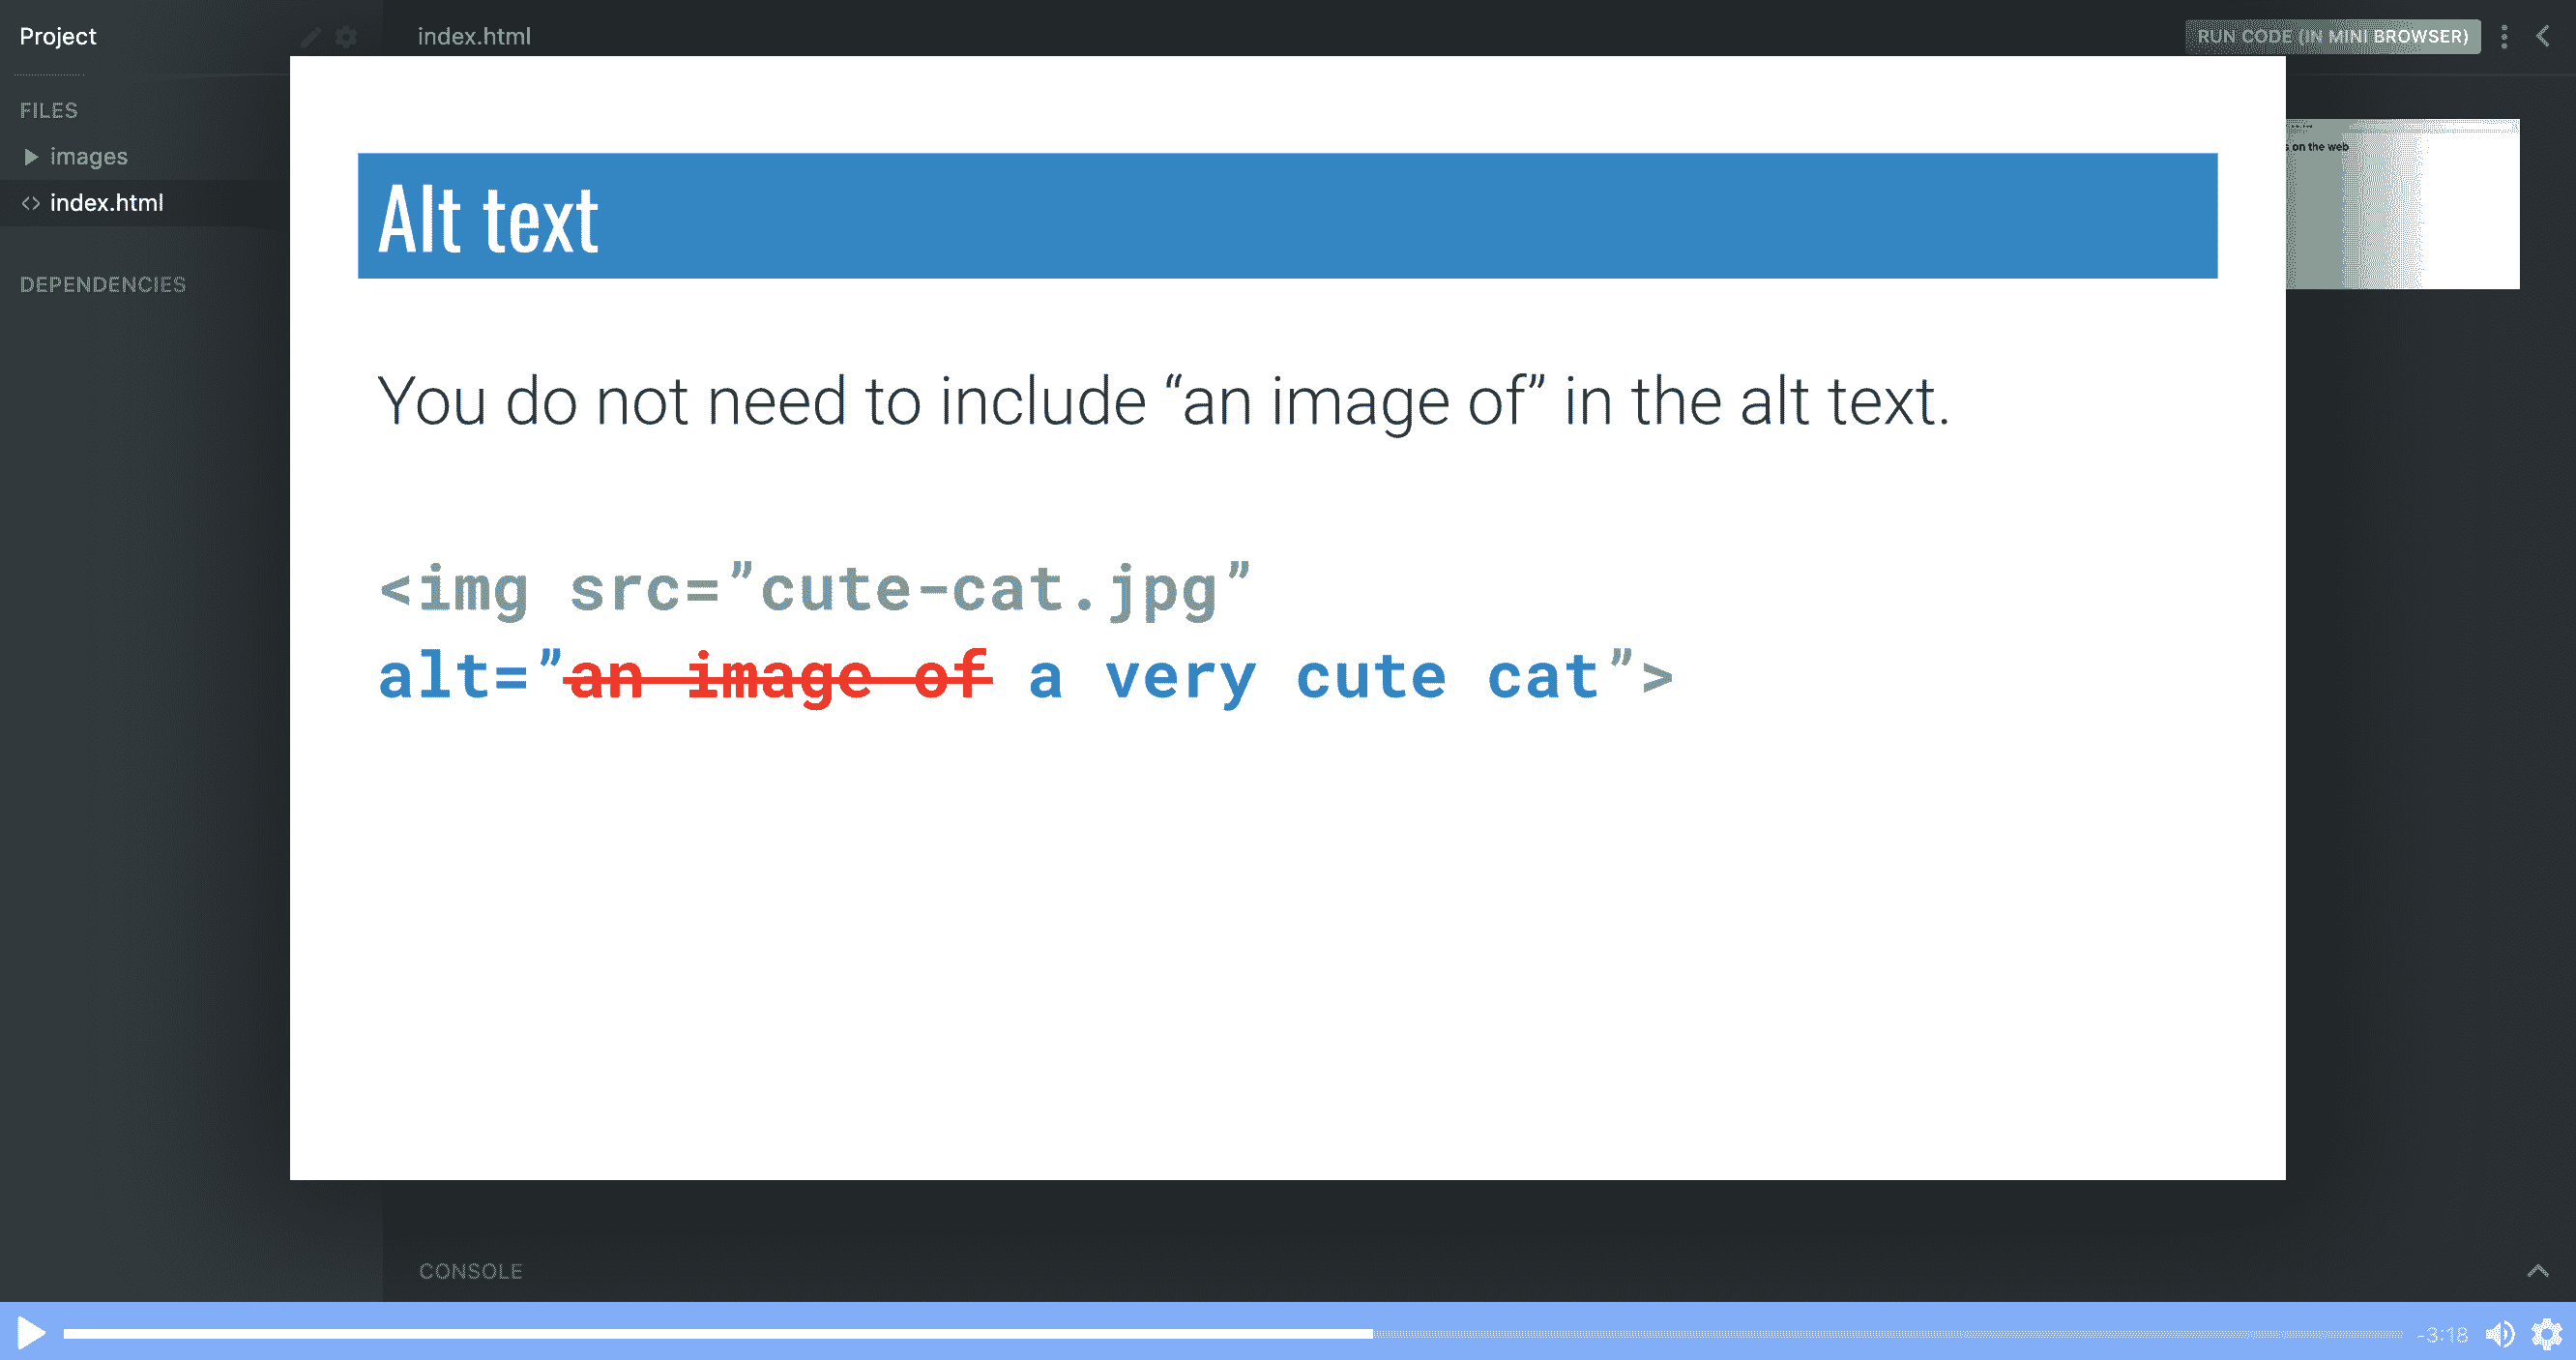 Project
index.html
RUN CODE (IN MINI BROWSER)
FILES
images
<> index.html
DEPENDENCIES
on the web
Alt text
You do not need to include “an image of” in the alt text.
<img src=”cute-cat.jpg”
alt=”an image of a very cute cat”>
CONSOLE
-3:18